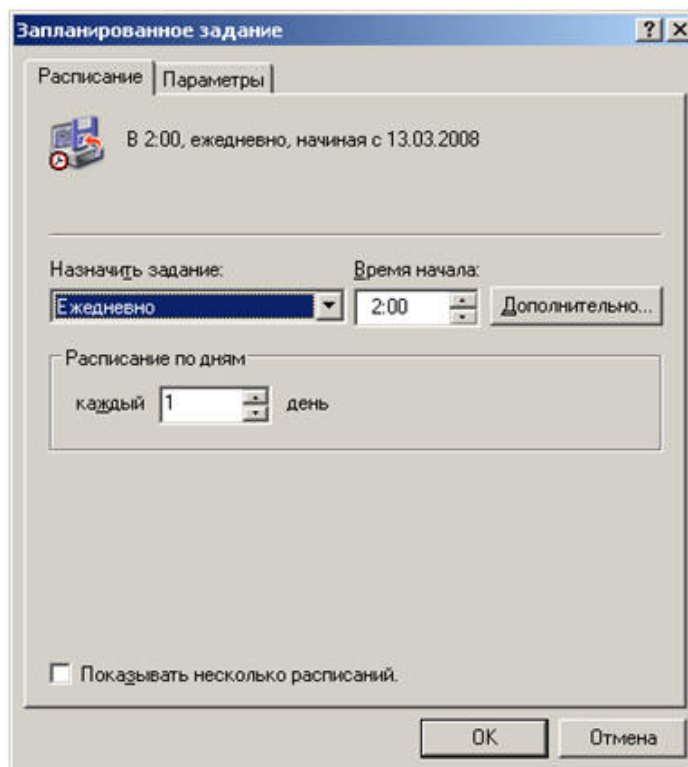 Запланированное задание
Расписание Параметры
В 2:00, ежедневно, начиная с 13.03.2008
Назначить задание: Время начала:
Ежедневно 2:00 Дополнительно...
Расписание по дням
каждый 1 день
Показывать несколько расписаний.
OK Отмена